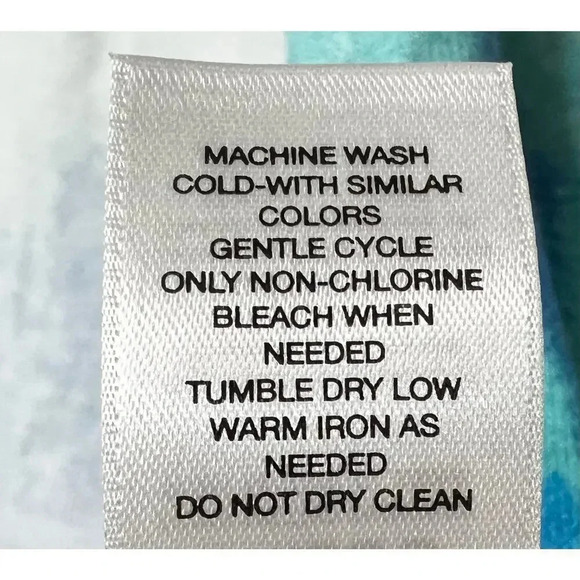 MACHINE WASH
COLD-WITH SIMILAR
COLORS
GENTLE CYCLE
ONLY NON-CHLORINE
BLEACH WHEN
NEEDED
TUMBLE DRY LOW
WARM IRON AS
NEEDED
DO NOT DRY CLEAN